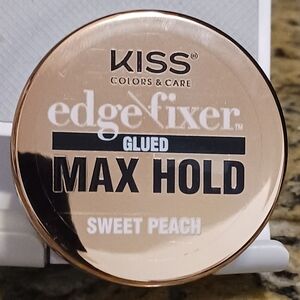 KISS®
COLORS & CARE
edge fixer™
GLUED
MAX HOLD
SWEET PEACH